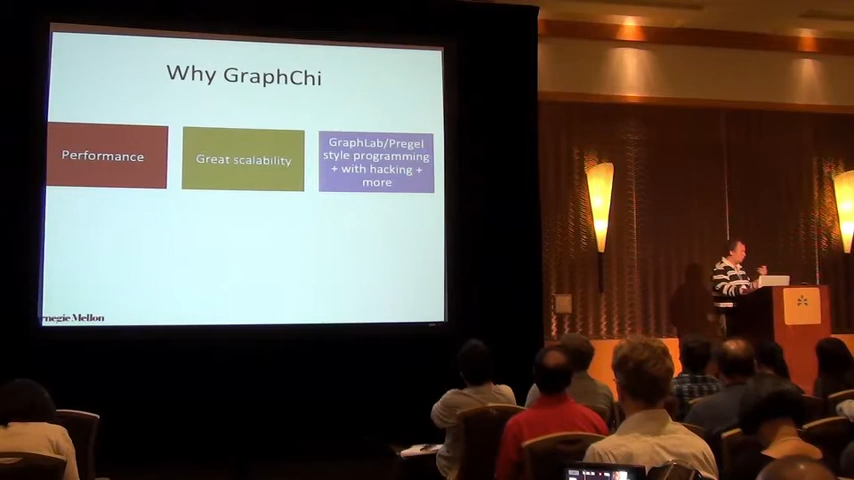 Why GraphChi
Performance
Great scalability
GraphLab/Pregel
style programming
+ with hacking +
more
rnegie Mellon